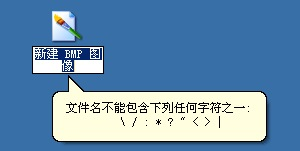 新建 BMP 图
像
文件名不能包含下列任何字符之一:
\ / : * ? " < > |